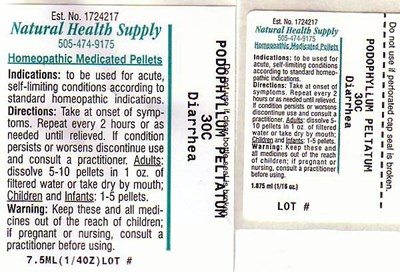 Est. No. 1724217
Natural Health Supply
505-474-9175
Homeopathic Medicated Pellets
Indications: to be used for acute,
self-limiting conditions according to
standard homeopathic indications.
Directions: Take at onset of symp-
toms. Repeat every 2 hours or as
needed until relieved. If condition
persists or worsens discontinue use
and consult a practitioner. Adults:
dissolve 5-10 pellets in 1 oz. of
filtered water or take dry by mouth;
Children and Infants: 1-5 pellets.
Warning: Keep these and all medic-
ines out of the reach of children;
if pregnant or nursing, consult a
practitioner before using.
7.5ML(1/4OZ)LOT #
PODOPHYLLUM PELTATUM
30C
Diarrhea
Est. No. 1724217
Natural Health Supply
505-474-9175
Homeopathic Medicated Pellets
Indications: to be used for
acute, self-limiting conditions
according to standard homeo-
pathic indications.
Directions: Take at onset of
symptoms. Repeat every 2
hours or as needed until relieved.
If condition persists or worsens
discontinue use and consult
a practitioner. Adults: dissolve 5-
10 pellets in 1 oz. of filtered water
or take dry by mouth; Children
and Infants: 1-5 pellets.
Warning: Keep these and all
medicines out of the reach
of children; if pregnant or
nursing, consult a practitioner
before using.
1.875 ml (1/16 oz.)
LOT #
PODOPHYLLUM PELTATUM
30C
Diarrhea
Do not use if perforated cap seal is broken.